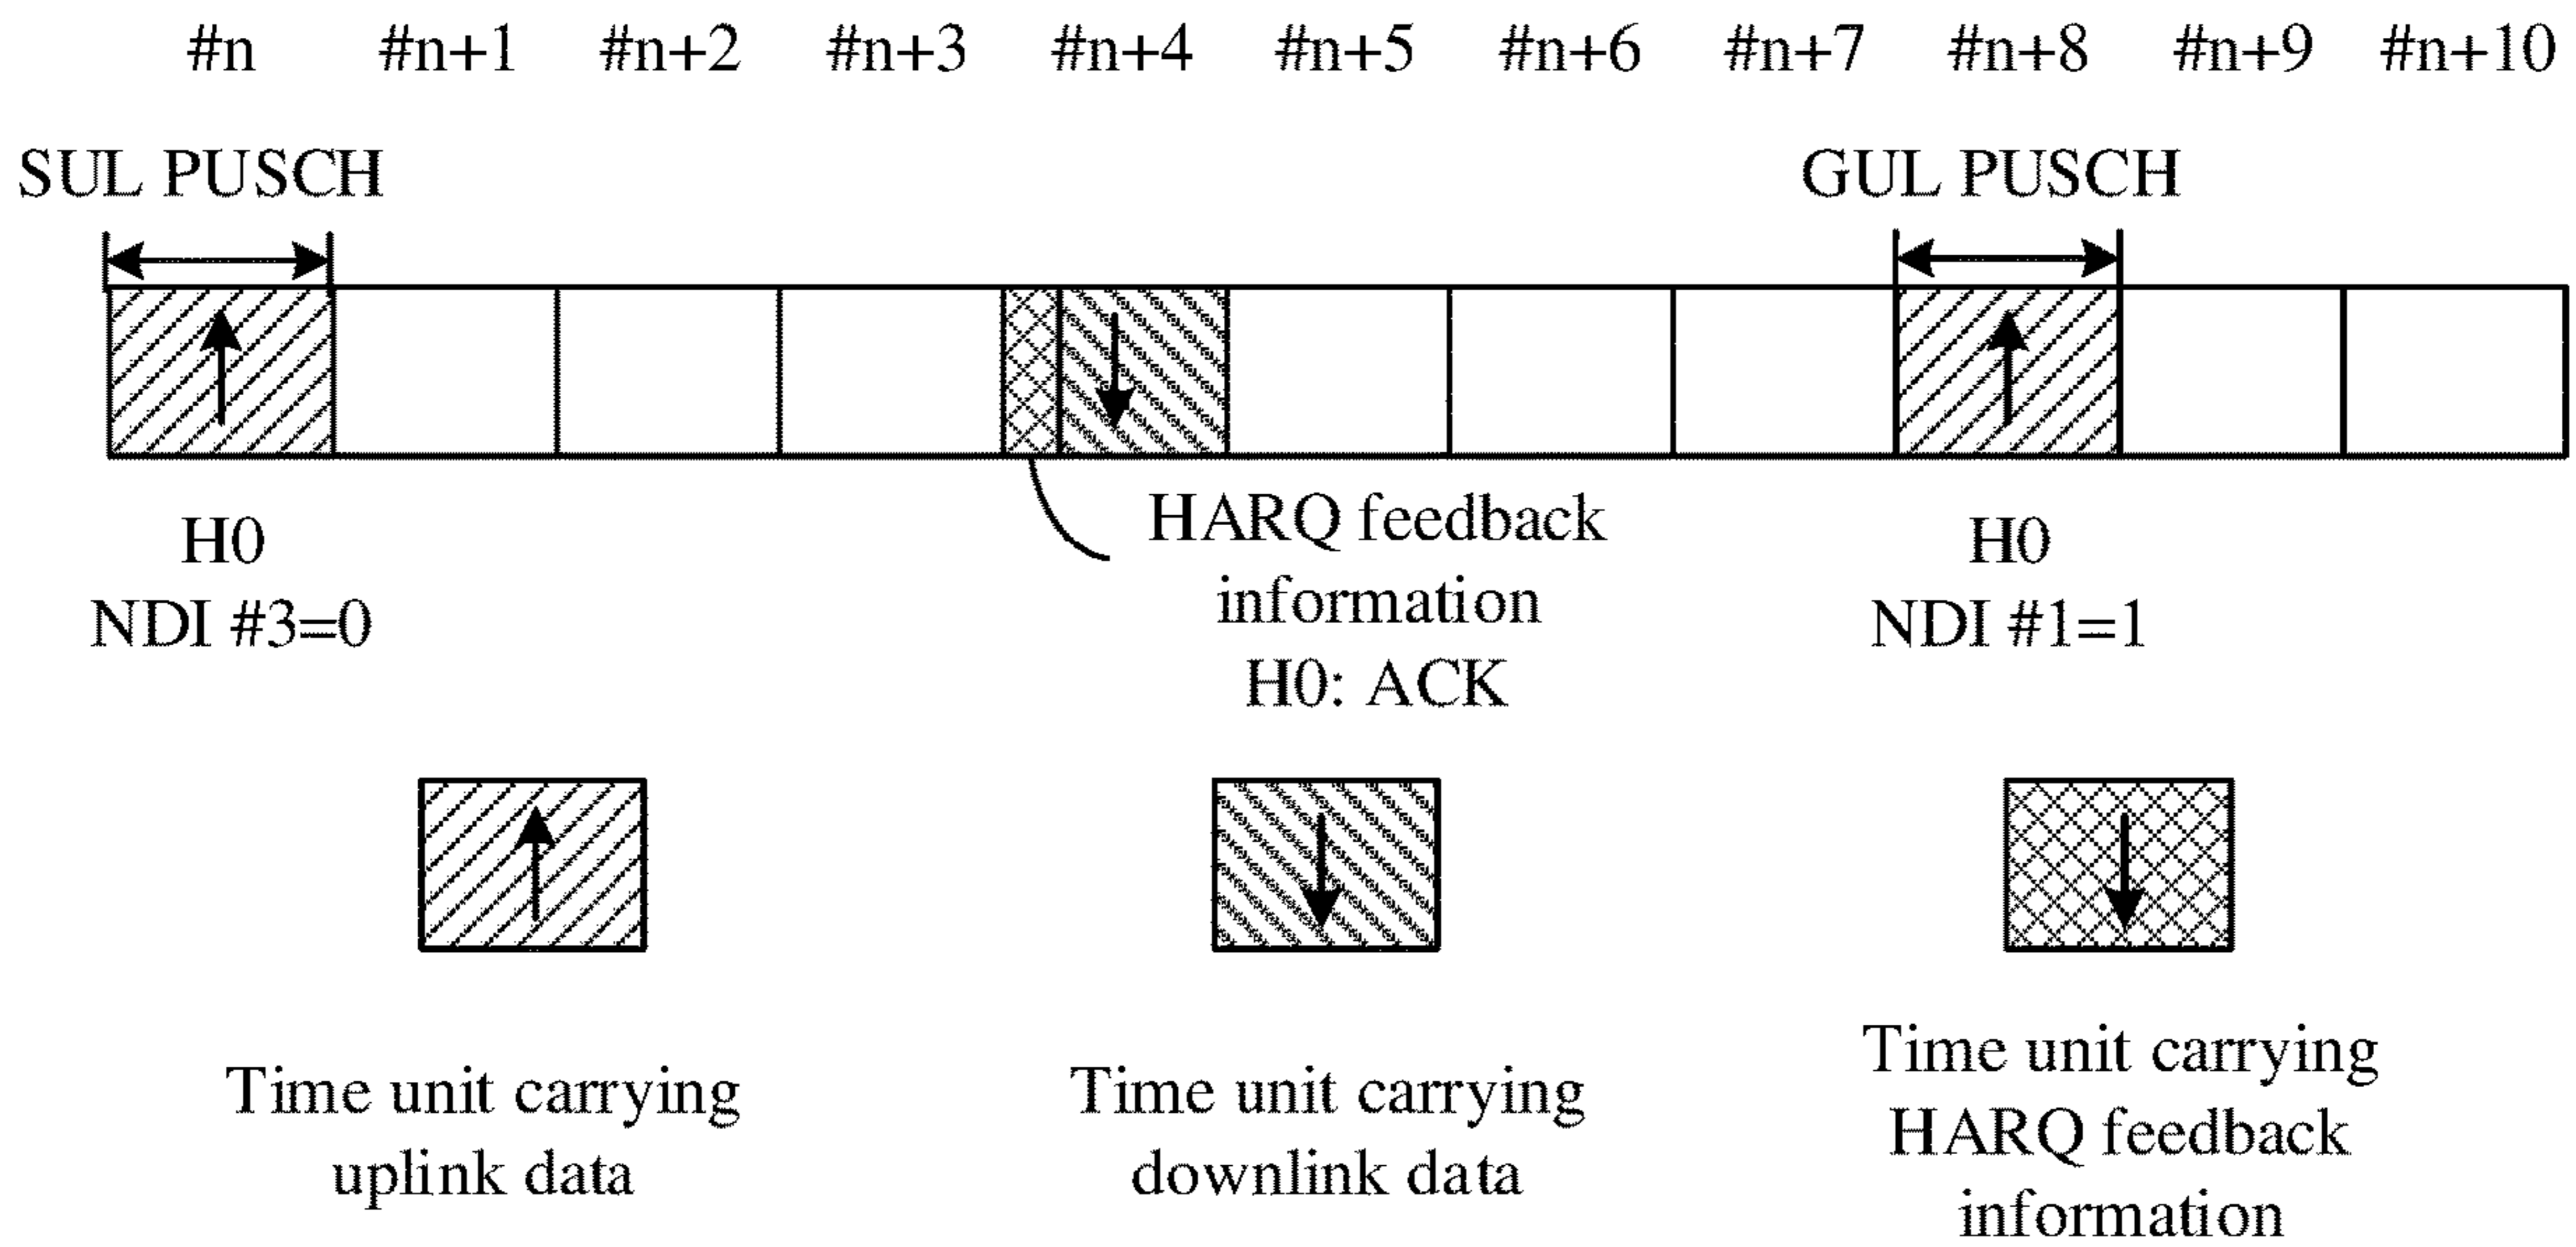 #n #n+1 #n+2 #n+3 #n+4 #n+5 #n+6 #n+7 #n+8 #n+9 #n+10
SUL PUSCH
GUL PUSCH
H0
NDI #3=0
HARQ feedback
information
H0: ACK
H0
NDI #1=1
Time unit carrying
uplink data
Time unit carrying
downlink data
Time unit carrying
HARQ feedback
information